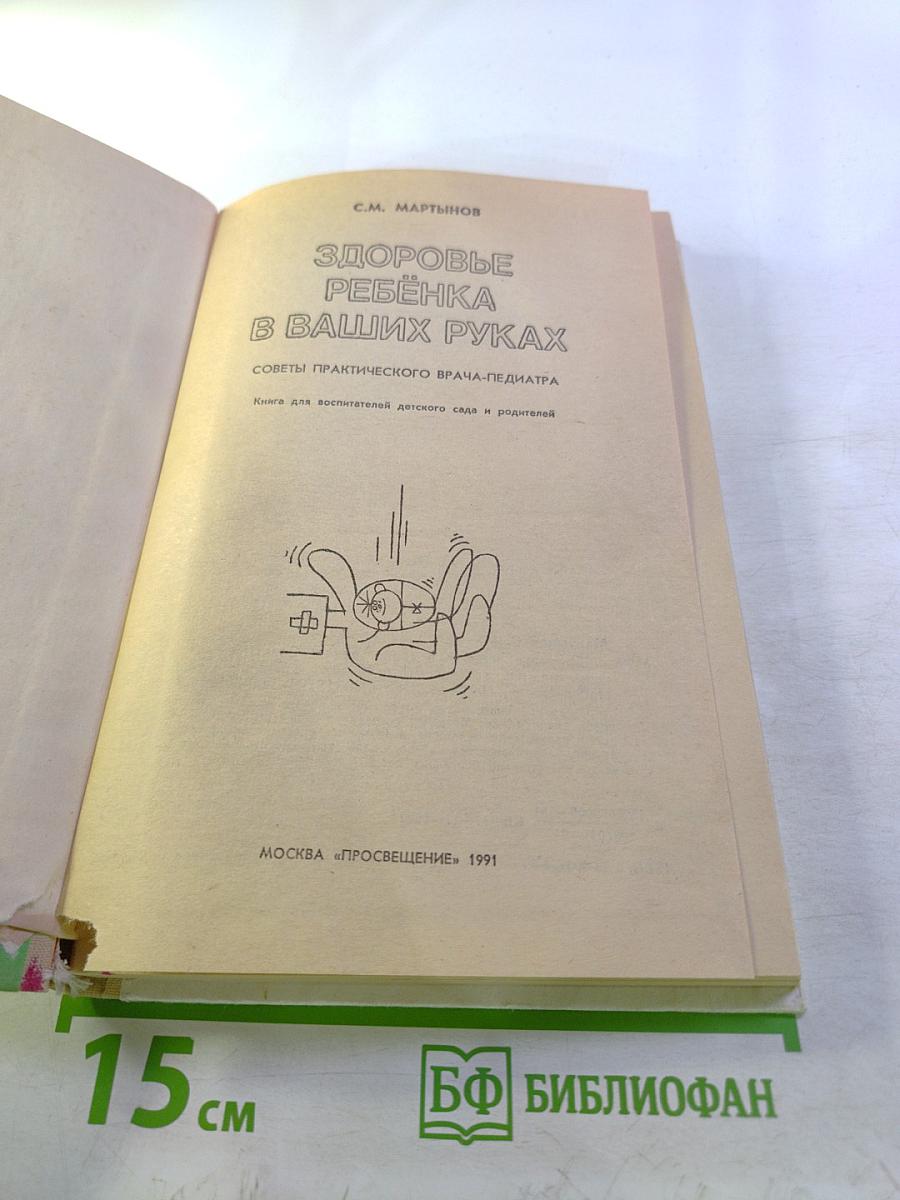 С.М. МАРТЫНОВ
ЗДОРОВЬЕ
РЕБЁНКА
В ВАШИХ РУКАХ
СОВЕТЫ ПРАКТИЧЕСКОГО ВРАЧА-ПЕДИАТРА
Книга для воспитателей детского сада и родителей
МОСКВА «ПРОСВЕЩЕНИЕ» 1991
15 см
БФ БИБЛИОФАН